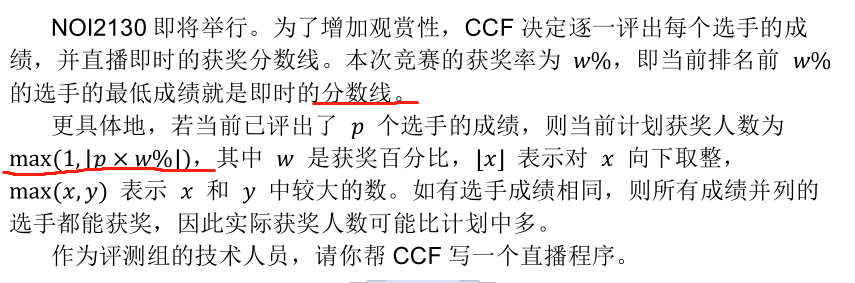 NOI2130 即将举行。为了增加观赏性，CCF 决定逐一评出每个选手的成
绩，并直播即时的获奖分数线。本次竞赛的获奖率为 w%，即当前排名前 w%
的选手的最低成绩就是即时的分数线。
更具体地，若当前已评出了 p 个选手的成绩，则当前计划获奖人数为
max(1,⌊p × w%⌋)，其中 w 是获奖百分比，⌊x⌋ 表示对 x 向下取整，
max(x,y) 表示 x 和 y 中较大的数。如有选手成绩相同，则所有成绩并列的
选手都能获奖，因此实际获奖人数可能比计划中多。
作为评测组的技术人员，请你帮 CCF 写一个直播程序。